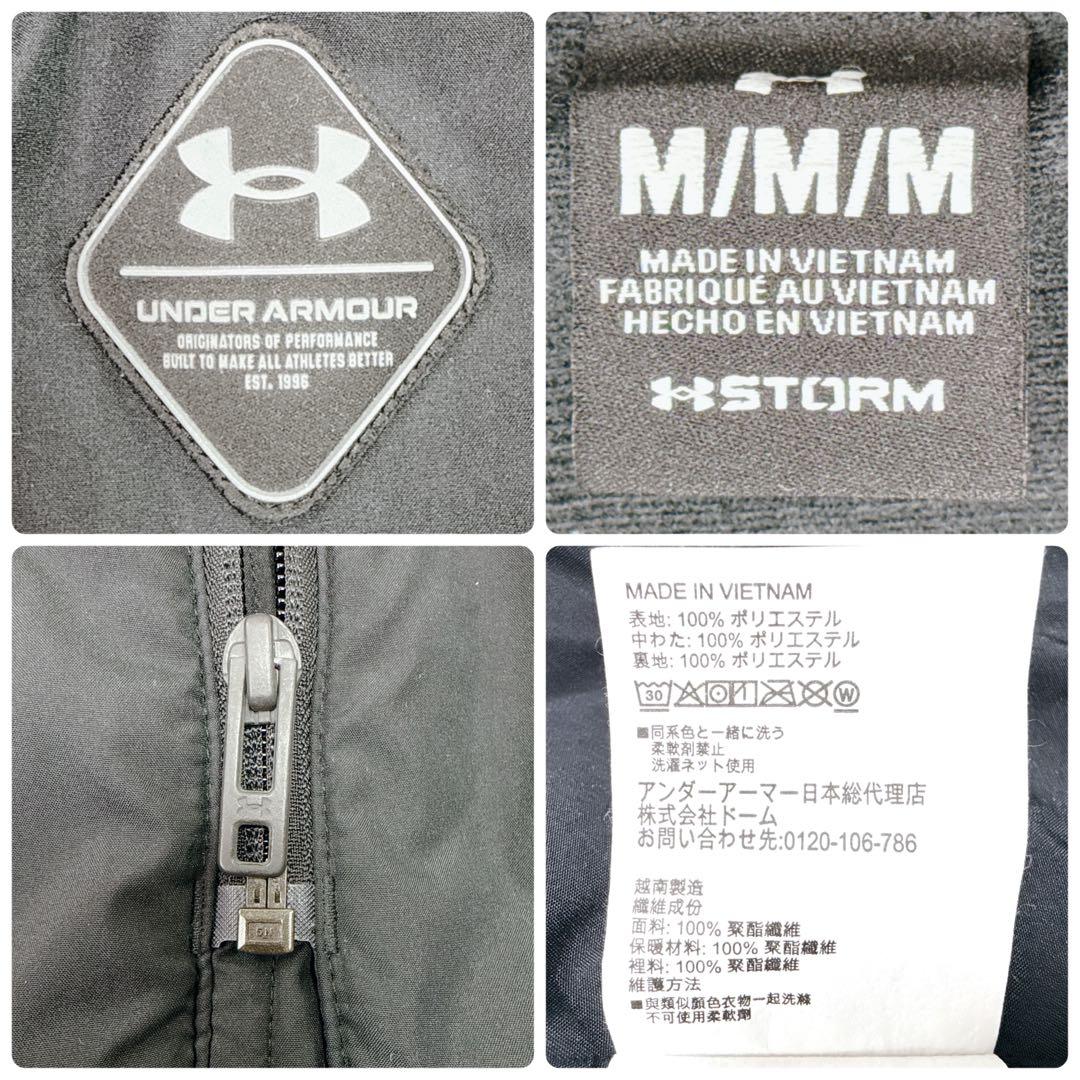 UNDER ARMOUR
ORIGINATORS OF PERFORMANCE
BUILT TO MAKE ALL ATHLETES BETTER
EST. 1996
M/M/M
MADE IN VIETNAM
FABRIQUÉ AU VIETNAM
HECHO EN VIETNAM
STORM
MADE IN VIETNAM
表地: 100% ポリエステル
中わた: 100% ポリエステル
裏地: 100% ポリエステル
30 W
■同系色と一緒に洗う
柔軟剤禁止
洗濯ネット使用
アンダーアーマー日本総代理店
株式会社ドーム
お問い合わせ先:0120-106-786
越南製造
纖維成份
面料: 100% 聚酯纖維
保暖材料: 100% 聚酯纖維
裡料: 100% 聚酯纖維
維護方法
■與類似顏色衣物一起洗滌
不可使用柔軟劑